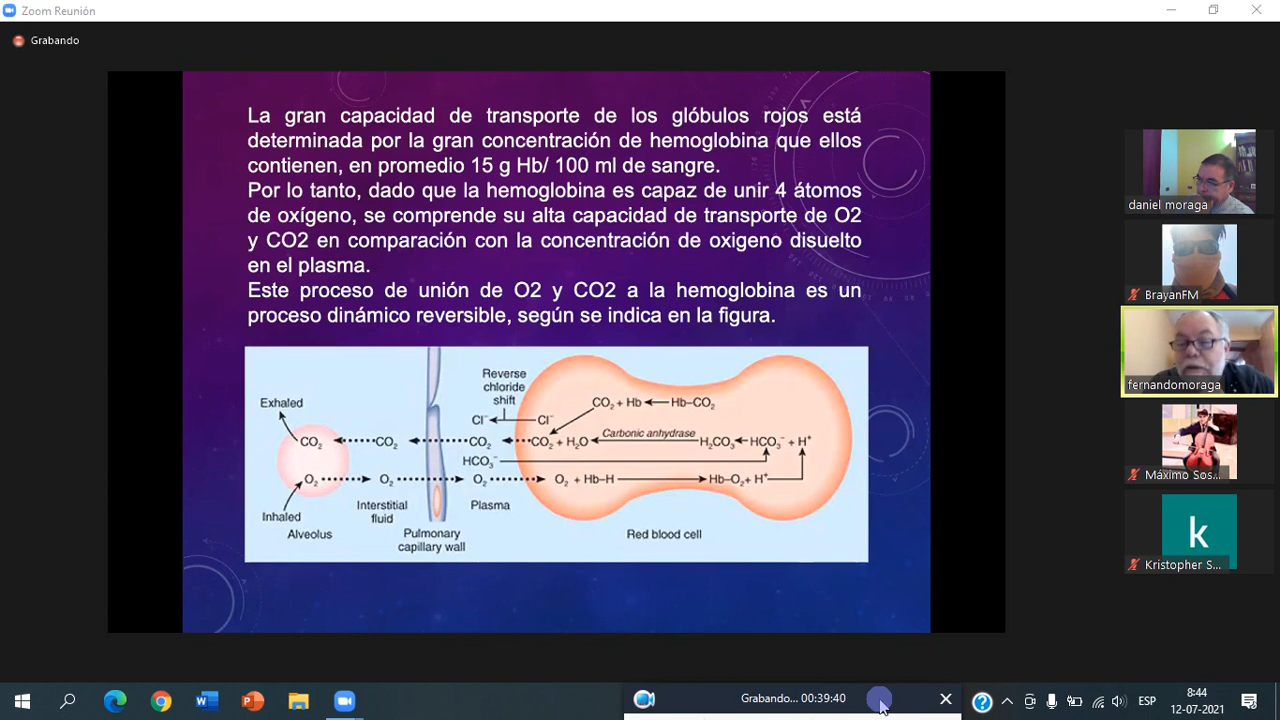 Zoom Reunión
Grabando
La gran capacidad de transporte de los glóbulos rojos está
determinada por la gran concentración de hemoglobina que ellos
contienen, en promedio 15 g Hb/ 100 ml de sangre.
Por lo tanto, dado que la hemoglobina es capaz de unir 4 átomos
de oxígeno, se comprende su alta capacidad de transporte de O2
y CO2 en comparación con la concentración de oxigeno disuelto
en el plasma.
Este proceso de unión de O2 y CO2 a la hemoglobina es un
proceso dinámico reversible, según se indica en la figura.
Reverse
chloride
shift
Exhaled
Cl⁻ Cl⁻
CO₂ + Hb Hb–CO₂
CO₂ CO₂ CO₂ CO₂ + H₂O Carbonic anhydrase H₂CO₃ HCO₃⁻ + H⁺
HCO₃⁻
O₂ O₂ O₂ O₂ + Hb–H Hb–O₂ + H⁺
Inhaled
Alveolus
Interstitial
fluid
Pulmonary
capillary wall
Plasma
Red blood cell
daniel moraga
BrayanFM
fernandomoraga
Máximo Sos...
k
Kristopher S...
Grabando... 00:39:40
ESP
8:44
12-07-2021